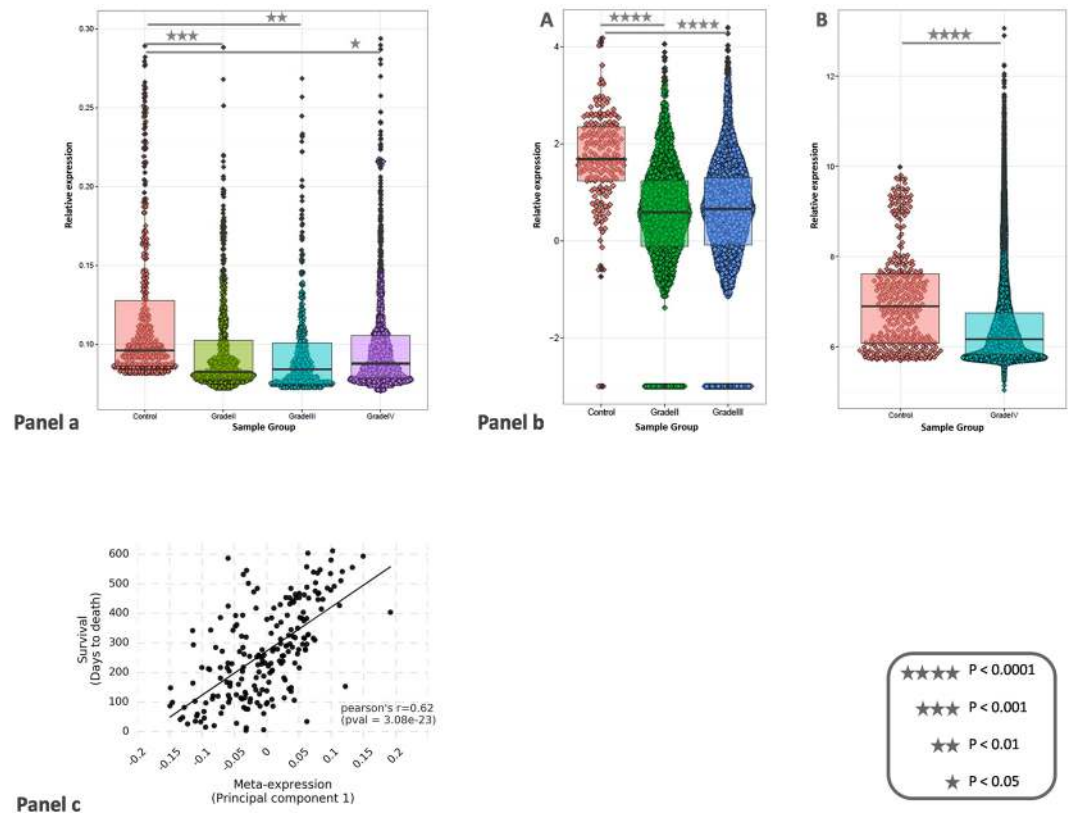 A
B
★★
★★★
★
★★★★
★★★★
★★★★
0.30
0.25
0.20
0.15
0.10
Relative expression
Control
GradeII
GradeIII
GradeIV
Sample Group
Panel a
4
2
0
−2
Relative expression
Control
GradeII
GradeIII
Sample Group
Panel b
12
10
8
6
Relative expression
Control
GradeIV
Sample Group
600
500
400
300
200
100
0
Survival
(Days to death)
pearson's r=0.62
(pval = 3.08e-23)
-0.2
-0.15
-0.1
-0.05
0
0.05
0.1
0.15
0.2
Meta-expression
(Principal component 1)
Panel c
★★★★ P < 0.0001
★★★ P < 0.001
★★ P < 0.01
★ P < 0.05